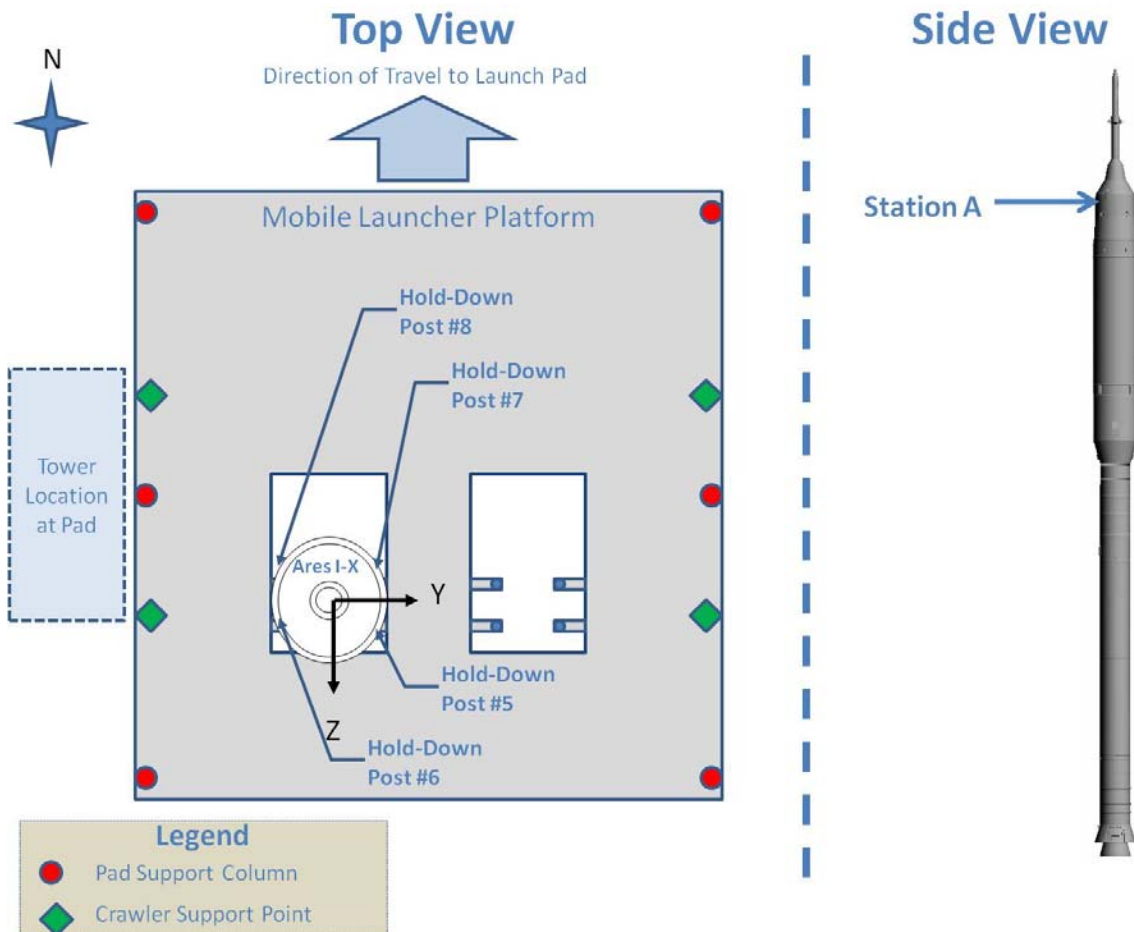 Top View
Side View
N
Direction of Travel to Launch Pad
Mobile Launcher Platform
Station A
Hold-Down
Post #8
Hold-Down
Post #7
Tower
Location
at Pad
Ares I-X
Y
Hold-Down
Post #5
Z
Hold-Down
Post #6
Legend
Pad Support Column
Crawler Support Point